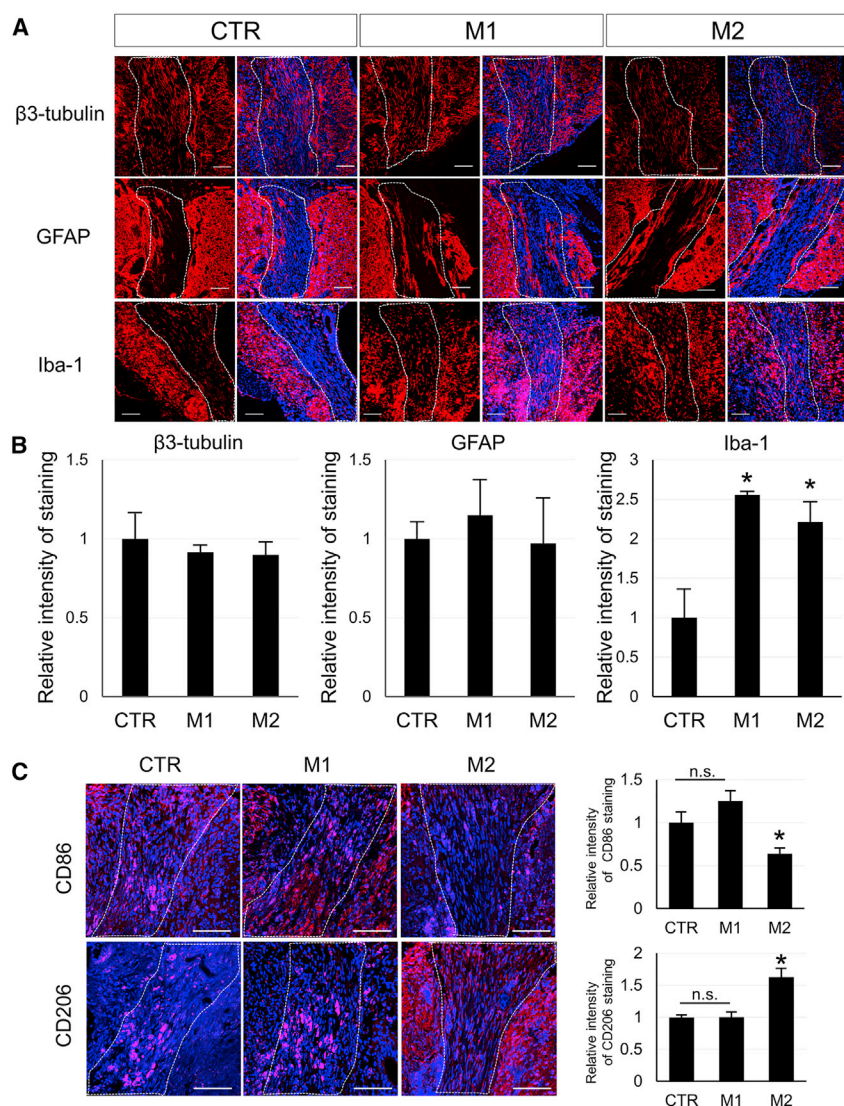 A
CTR M1 M2
β3-tubulin
GFAP
Iba-1
B
β3-tubulin
Relative intensity of staining
1.5
1
0.5
0
CTR M1 M2
GFAP
Relative intensity of staining
1.5
1
0.5
0
CTR M1 M2
Iba-1
Relative intensity of staining
3
2.5
2
1.5
1
0.5
0
* *
CTR M1 M2
C
CTR M1 M2
CD86
CD206
Relative intensity
of CD86 staining
1.5
1
0.5
0
n.s.
*
CTR M1 M2
Relative intensity
of CD206 staining
2
1.5
1
0.5
0
n.s.
*
CTR M1 M2